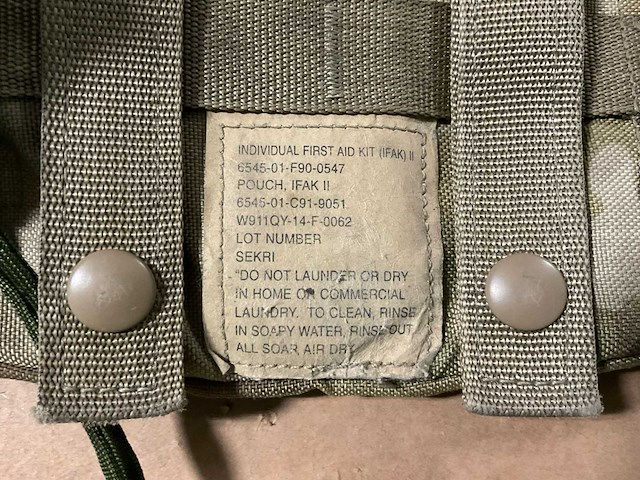 INDIVIDUAL FIRST AID KIT (IFAK) II
6545-01-F90-0547
POUCH, IFAK II
6545-01-C91-9051
W911QY-14-F-0062
LOT NUMBER
SEKRI
"DO NOT LAUNDER OR DRY
IN HOME OR COMMERCIAL
LAUNDRY. TO CLEAN, RINSE
IN SOAPY WATER, RINSE OUT
ALL SOAP, AIR DRY